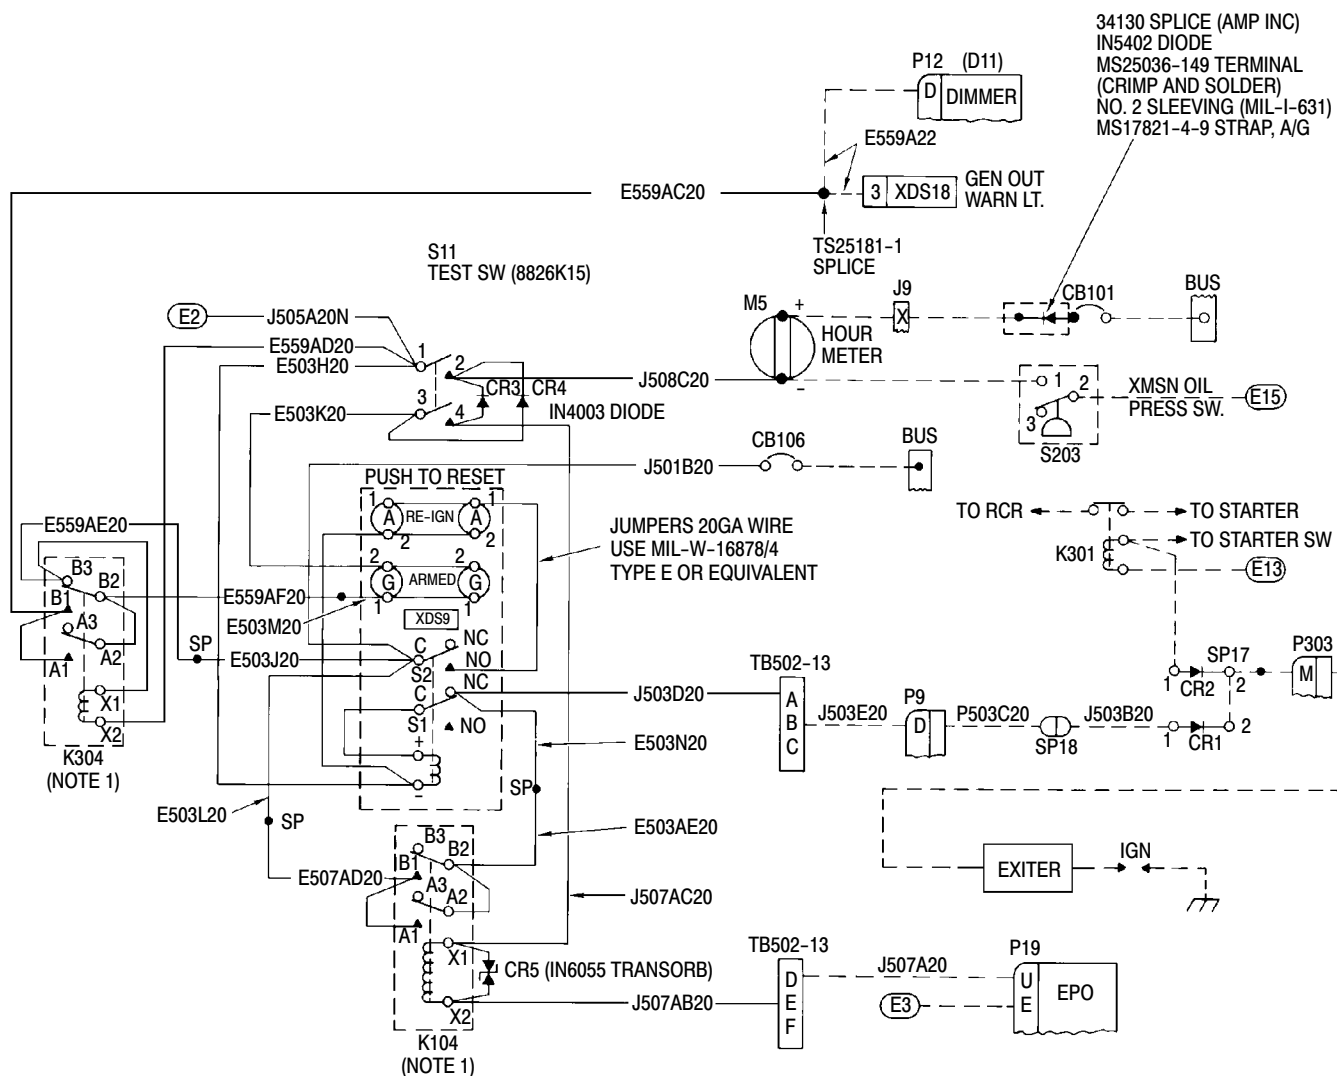 34130 SPLICE (AMP INC)
IN5402 DIODE
MS25036-149 TERMINAL
(CRIMP AND SOLDER)
NO. 2 SLEEVING (MIL-I-631)
MS17821-4-9 STRAP, A/G
P12 (D11)
D DIMMER
E559A22
E559AC20
3 XDS18
GEN OUT
WARN LT.
TS25181-1
SPLICE
S11
TEST SW (8826K15)
E2
J505A20N
E559AD20
E503H20
1
2
3
4
CR3
CR4
IN4003 DIODE
E503K20
J508C20
M5
+
-
HOUR
METER
J9
X
CB101
BUS
1
2
3
XMSN OIL
PRESS SW.
E15
S203
CB106
BUS
J501B20
PUSH TO RESET
1
1
A
RE-IGN
A
2
2
2
2
G
ARMED
G
1
1
XDS9
JUMPERS 20GA WIRE
USE MIL-W-16878/4
TYPE E OR EQUIVALENT
TO RCR
TO STARTER
TO STARTER SW
K301
E13
E559AE20
B3
B2
B1
A3
A2
A1
X1
X2
K304
(NOTE 1)
E559AF20
E503M20
SP
E503J20
C
NC
S2
NO
NC
C
S1
NO
+
-
J503D20
TB502-13
A
B
C
J503E20
P9
D
P503C20
SP18
J503B20
1
CR1
2
1
CR2
2
SP17
P303
M
E503N20
SP
E503L20
SP
E503AE20
B3
B2
B1
A3
A2
A1
E507AD20
J507AC20
X1
X2
CR5 (IN6055 TRANSORB)
J507AB20
K104
(NOTE 1)
EXITER
IGN
TB502-13
D
E
F
J507A20
E3
P19
U
E
EPO